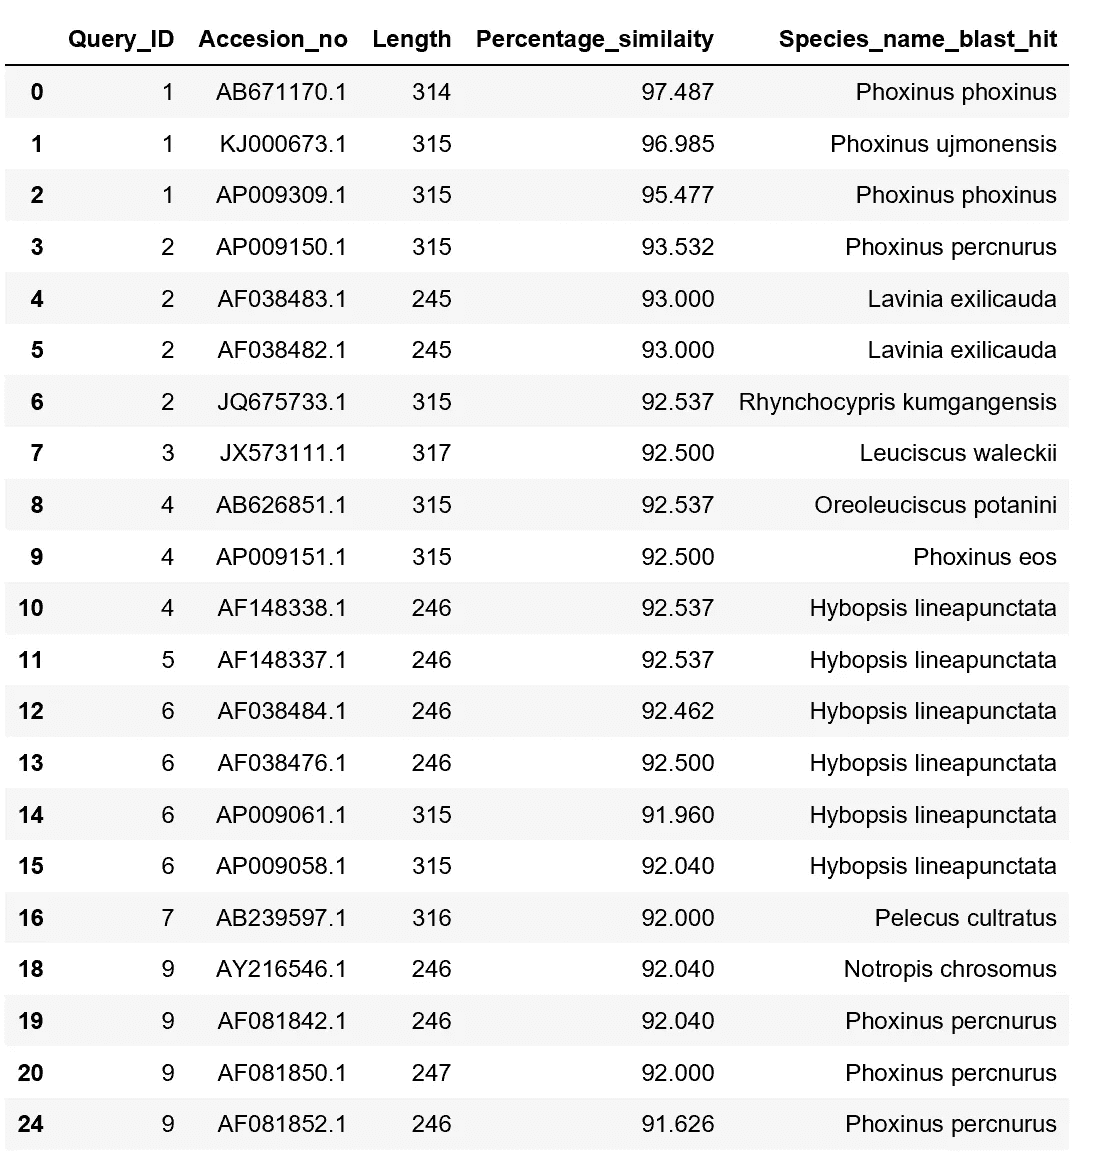 Query_ID Accesion_no Length Percentage_similaity Species_name_blast_hit
0 1 AB671170.1 314 97.487 Phoxinus phoxinus
1 1 KJ000673.1 315 96.985 Phoxinus ujmonensis
2 1 AP009309.1 315 95.477 Phoxinus phoxinus
3 2 AP009150.1 315 93.532 Phoxinus percnurus
4 2 AF038483.1 245 93.000 Lavinia exilicauda
5 2 AF038482.1 245 93.000 Lavinia exilicauda
6 2 JQ675733.1 315 92.537 Rhynchocypris kumgangensis
7 3 JX573111.1 317 92.500 Leuciscus waleckii
8 4 AB626851.1 315 92.537 Oreoleuciscus potanini
9 4 AP009151.1 315 92.500 Phoxinus eos
10 4 AF148338.1 246 92.537 Hybopsis lineapunctata
11 5 AF148337.1 246 92.537 Hybopsis lineapunctata
12 6 AF038484.1 246 92.462 Hybopsis lineapunctata
13 6 AF038476.1 246 92.500 Hybopsis lineapunctata
14 6 AP009061.1 315 91.960 Hybopsis lineapunctata
15 6 AP009058.1 315 92.040 Hybopsis lineapunctata
16 7 AB239597.1 316 92.000 Pelecus cultratus
18 9 AY216546.1 246 92.040 Notropis chrosomus
19 9 AF081842.1 246 92.040 Phoxinus percnurus
20 9 AF081850.1 247 92.000 Phoxinus percnurus
24 9 AF081852.1 246 91.626 Phoxinus percnurus